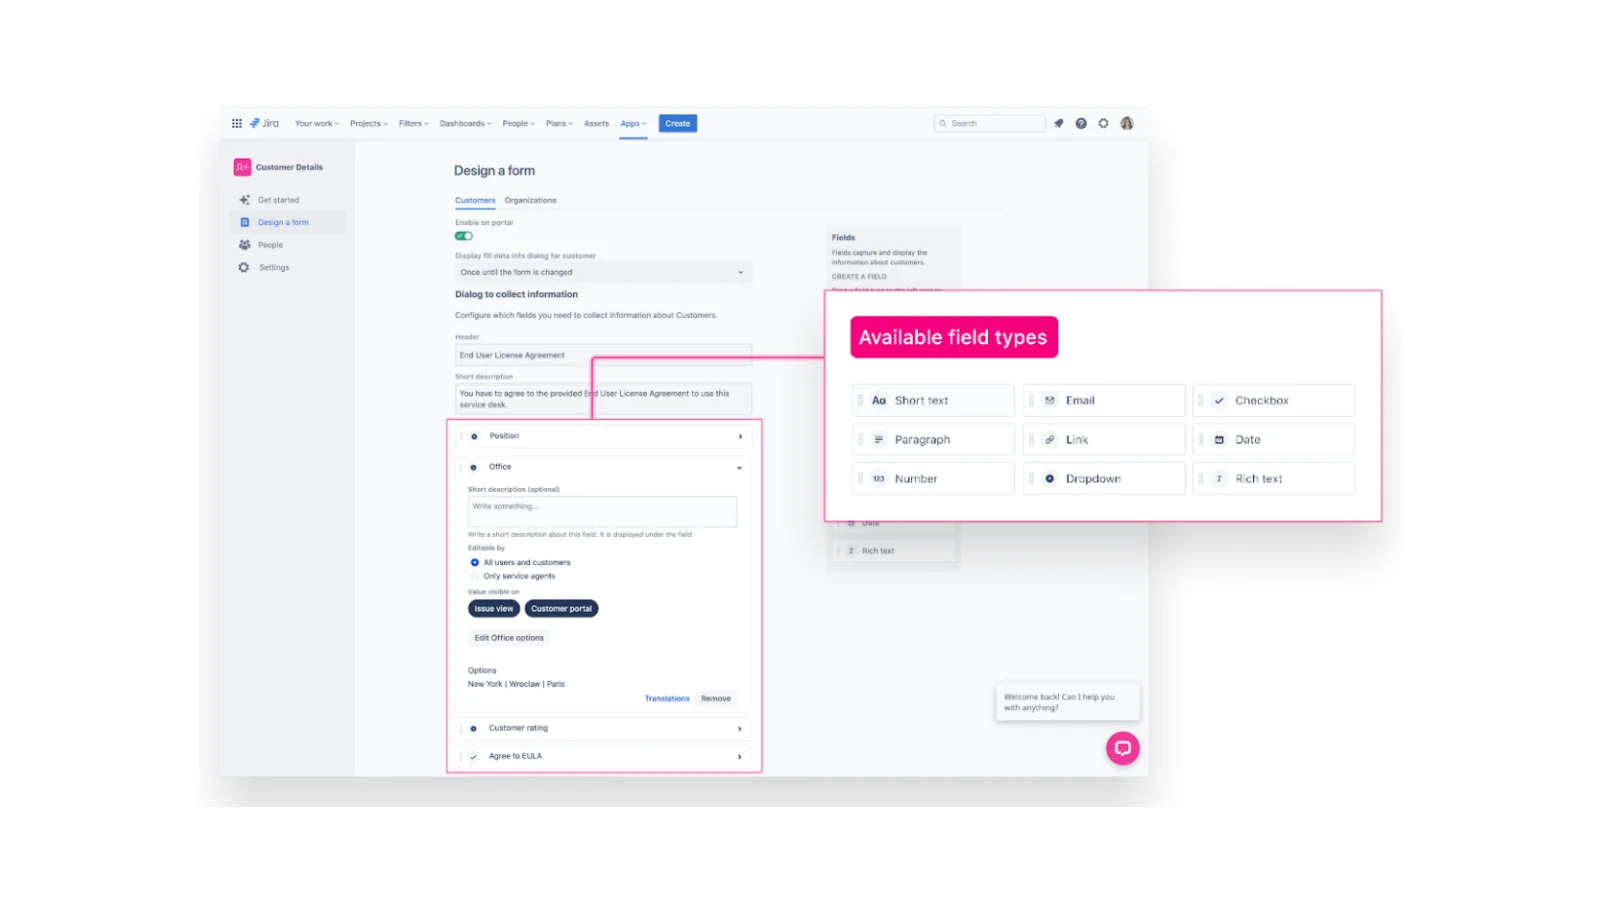 Jira
Your work
Projects
Filters
Dashboards
People
Plans
Assets
Apps
Create
Search
Customer Details
Get started
Design a form
People
Settings
Design a form
Customers
Organizations
Enable on portal
Display fill data info dialog for customer
Once until the form is changed
Dialog to collect information
Configure which fields you need to collect information about Customers.
Header
End User License Agreement
Short description
You have to agree to the provided End User License Agreement to use this
service desk.
Position
Office
Short description (optional)
Write something...
Write a short description about this field. It is displayed under the field.
Editable by
All users and customers
Only service agents
Value visible on
Issue view
Customer portal
Edit Office options
Options
New York | Wroclaw | Paris
Translations
Remove
Customer rating
Agree to EULA
Fields
Fields capture and display the
information about customers.
CREATE A FIELD
Available field types
Aa Short text
Email
Checkbox
Paragraph
Link
Date
123 Number
Dropdown
Rich text
Date
Rich text
Welcome back! Can I help you
with anything?